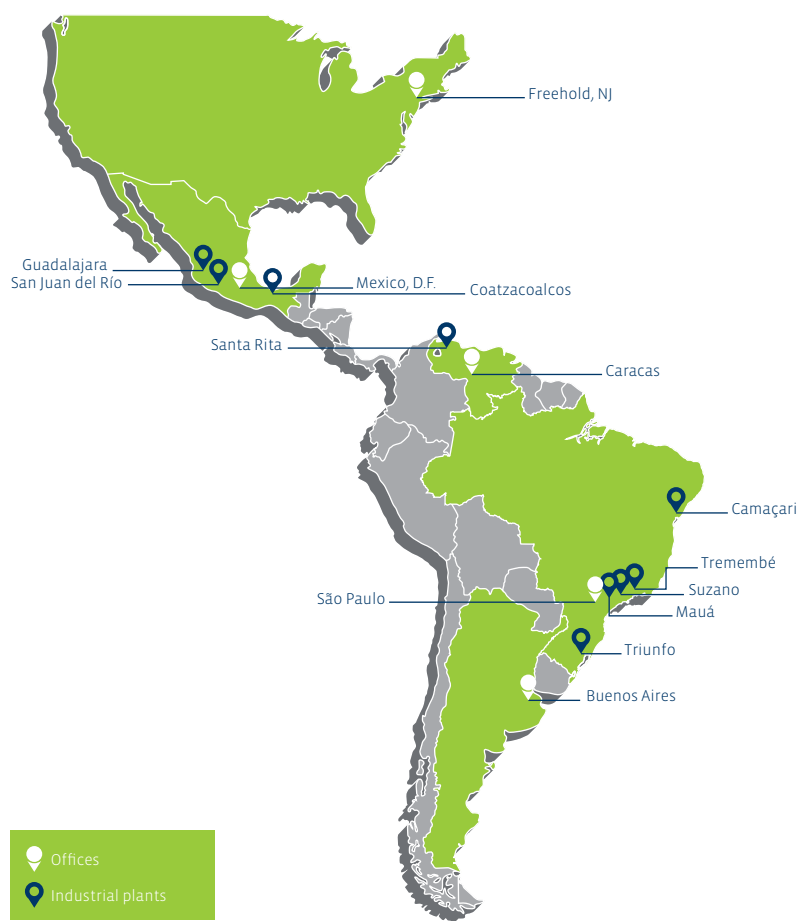 Freehold, NJ
Guadalajara
San Juan del Río
Mexico, D.F.
Coatzacoalcos
Santa Rita
Caracas
Camaçari
Tremembé
Suzano
São Paulo
Mauá
Triunfo
Buenos Aires
Offices
Industrial plants